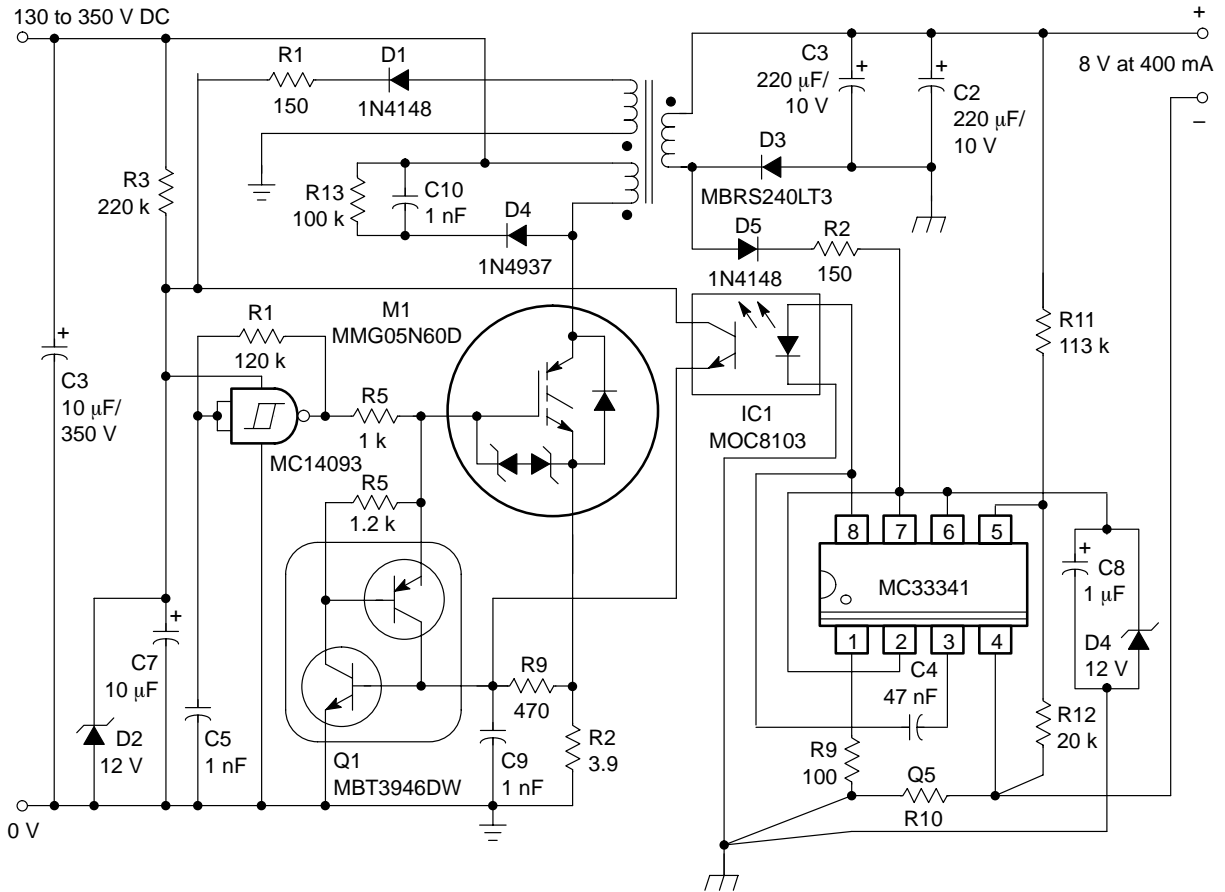 130 to 350 V DC
R1
150
D1
1N4148
C3
220 μF/
10 V
C2
220 μF/
10 V
+
+
+
8 V at 400 mA
–
R3
220 k
R13
100 k
C10
1 nF
D4
1N4937
D3
MBRS240LT3
D5
1N4148
R2
150
R11
113 k
M1
MMG05N60D
R1
120 k
+
C3
10 μF/
350 V
MC14093
R5
1 k
R5
1.2 k
IC1
MOC8103
8
7
6
5
MC33341
1
2
3
4
+
C8
1 μF
D4
12 V
C4
47 nF
+
C7
10 μF
D2
12 V
C5
1 nF
Q1
MBT3946DW
R9
470
C9
1 nF
R2
3.9
R9
100
Q5
R10
R12
20 k
0 V